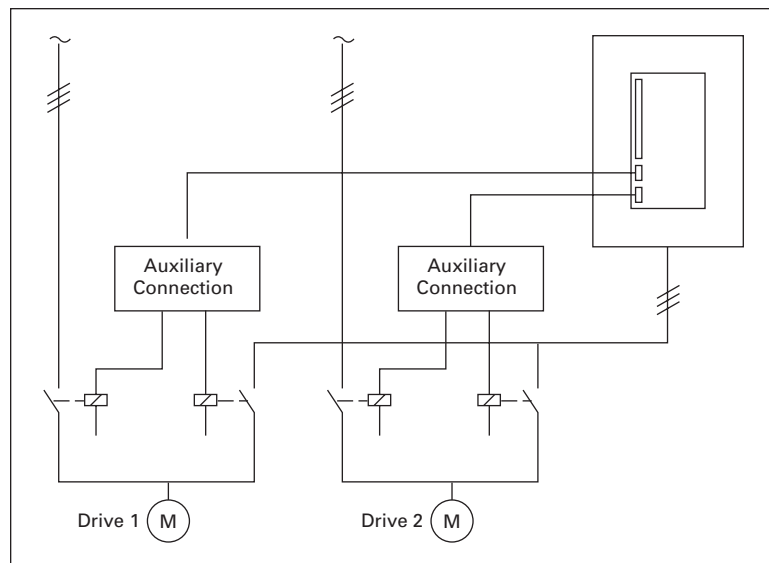 Auxiliary
Connection
Auxiliary
Connection
Drive 1
M
Drive 2
M